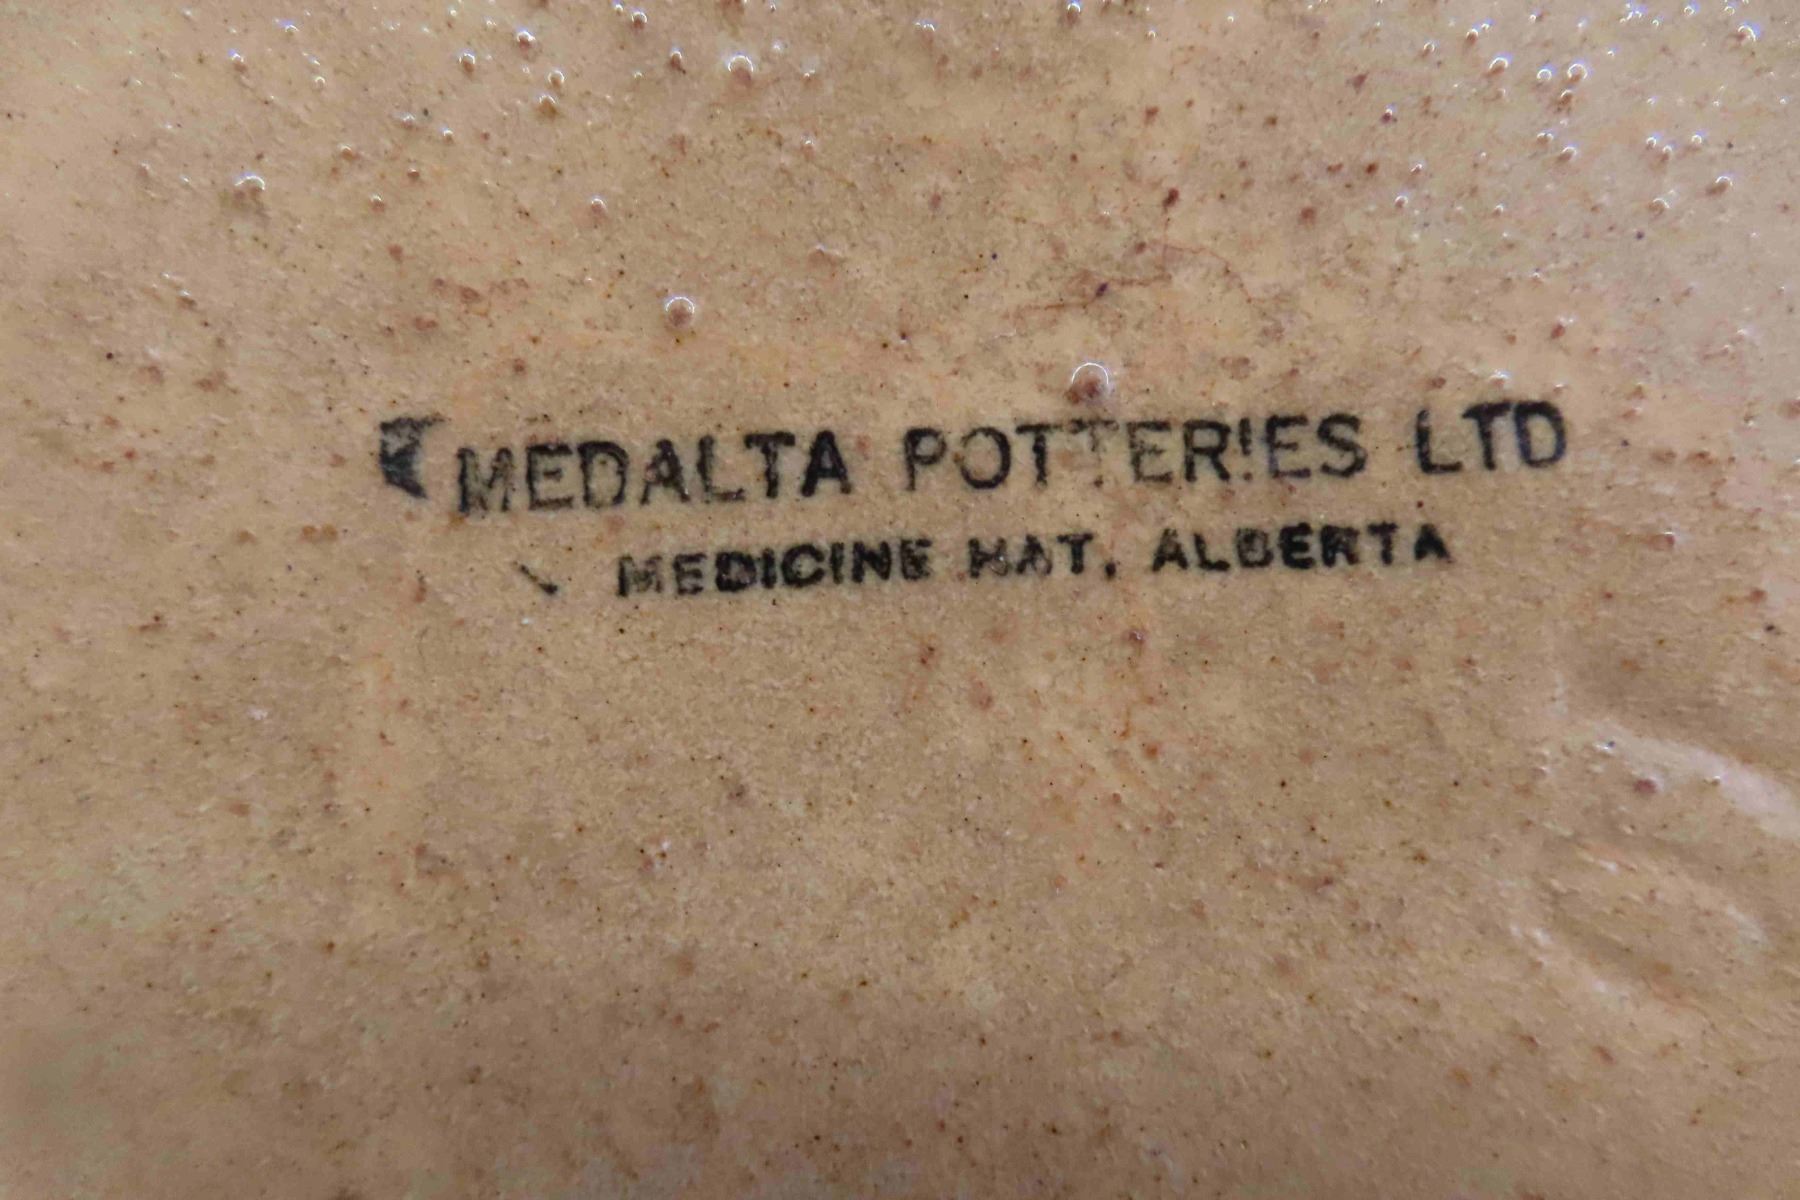 MEDALTA POTTERIES LTD
MEDICINE HAT, ALBERTA